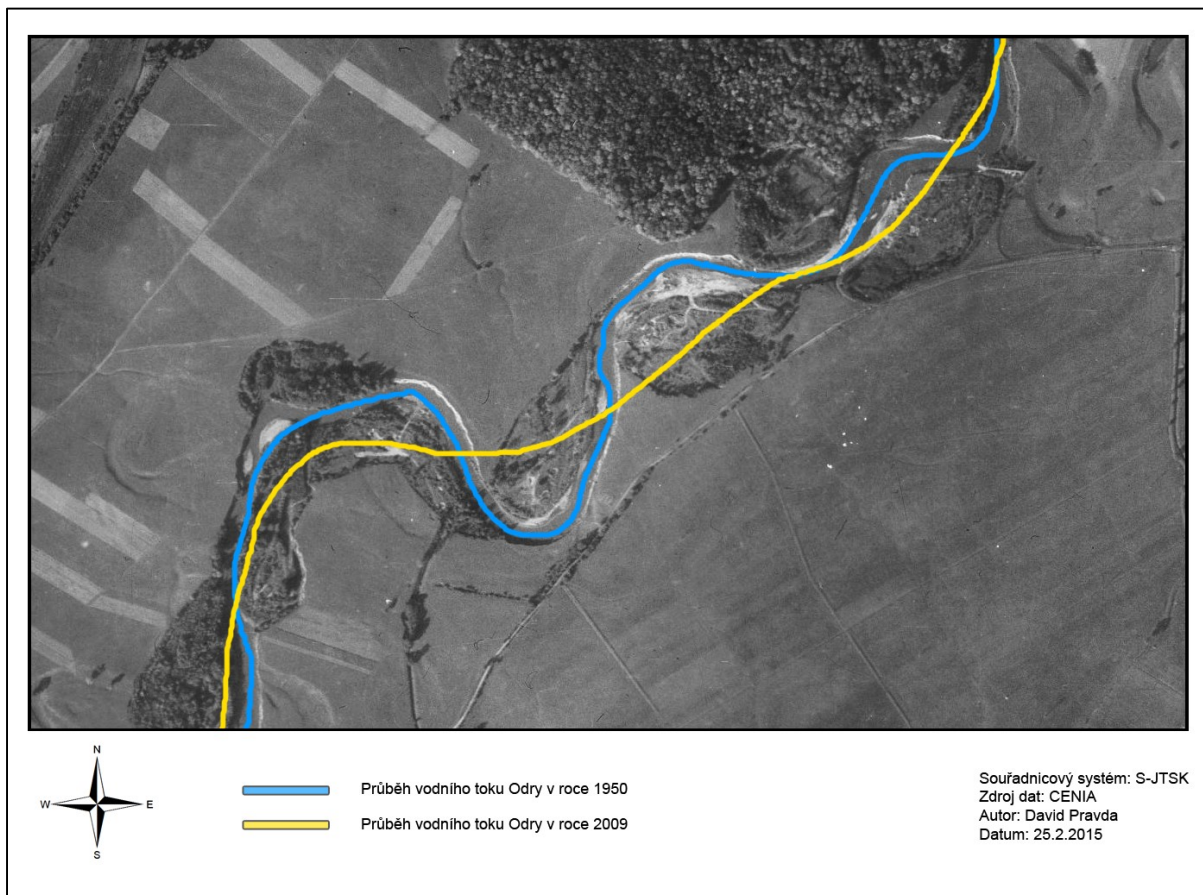 N
W
E
S
Průběh vodního toku Odry v roce 1950
Průběh vodního toku Odry v roce 2009
Souřadnicový systém: S-JTSK
Zdroj dat: CENIA
Autor: David Pravda
Datum: 25.2.2015